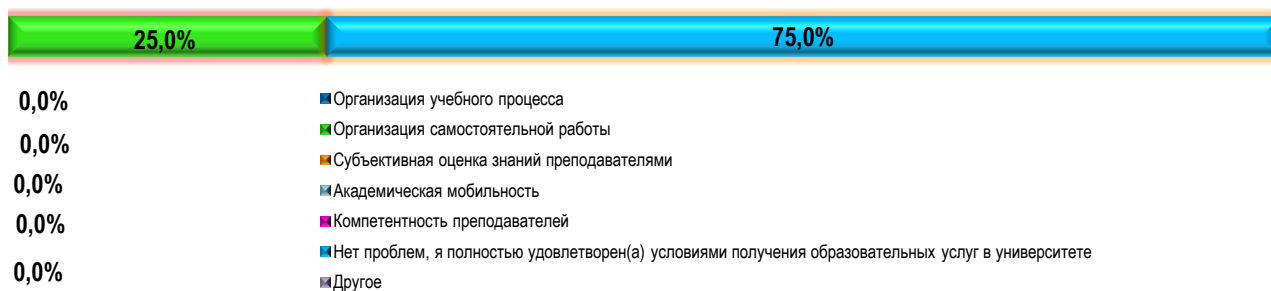 25,0%
75,0%
0,0%
0,0%
0,0%
0,0%
0,0%
Организация учебного процесса
Организация самостоятельной работы
Субъективная оценка знаний преподавателями
Академическая мобильность
Компетентность преподавателей
Нет проблем, я полностью удовлетворен(а) условиями получения образовательных услуг в университете
Другое